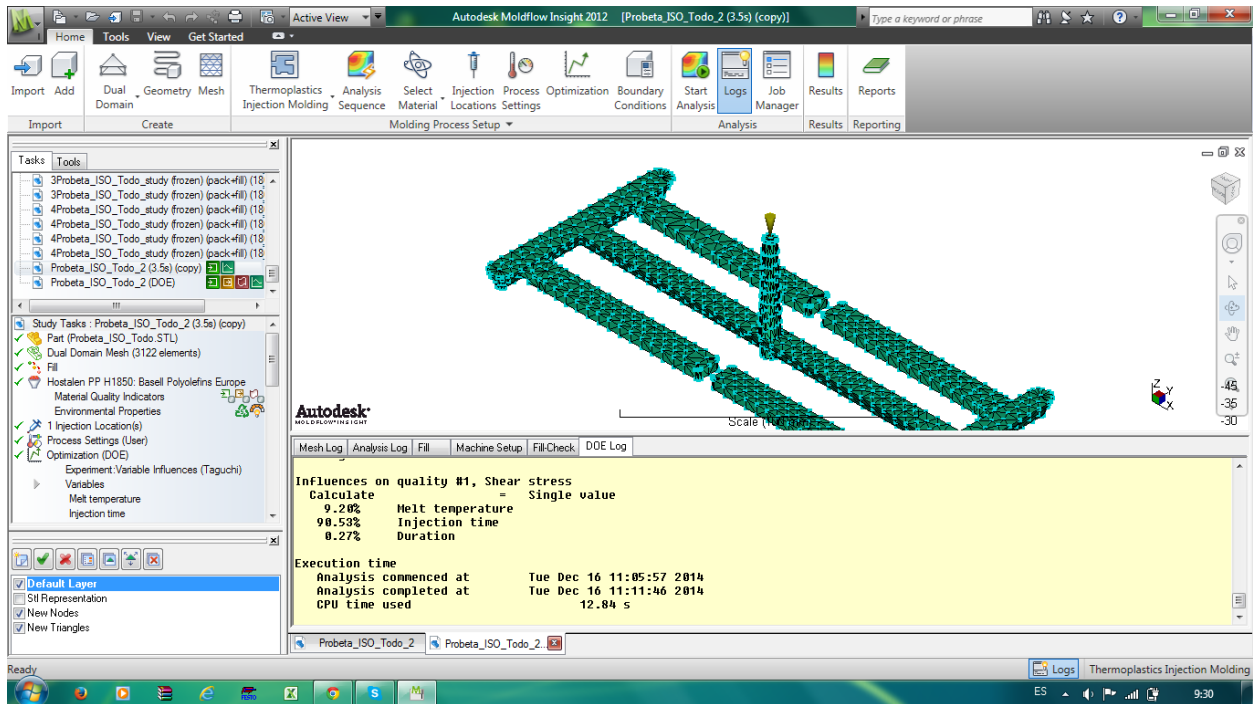 Active View
Autodesk Moldflow Insight 2012 [Probeta_ISO_Todo_2 (3.5s) (copy)]
Type a keyword or phrase
Home Tools View Get Started
Import Add Dual Domain Geometry Mesh Thermoplastics Injection Molding Analysis Sequence Select Material Injection Locations Process Settings Optimization Boundary Conditions Start Analysis Logs Job Manager Results Reports
Import Create Molding Process Setup Analysis Results Reporting
Tasks Tools
3Probeta_ISO_Todo_study (frozen) (pack+fill) (18
3Probeta_ISO_Todo_study (frozen) (pack+fill) (18
4Probeta_ISO_Todo_study (frozen) (pack+fill) (18
4Probeta_ISO_Todo_study (frozen) (pack+fill) (18
4Probeta_ISO_Todo_study (frozen) (pack+fill) (18
4Probeta_ISO_Todo_study (frozen) (pack+fill) (18
Probeta_ISO_Todo_2 (3.5s) (copy)
Probeta_ISO_Todo_2 (DOE)
Study Tasks : Probeta_ISO_Todo_2 (3.5s) (copy)
Part (Probeta_ISO_Todo.STL)
Dual Domain Mesh (3122 elements)
Fill
Hostalen PP H1850: Basell Polyolefins Europe
Material Quality Indicators
Environmental Properties
1 Injection Location(s)
Process Settings (User)
Optimization (DOE)
Experiment:Variable Influences (Taguchi)
Variables
Melt temperature
Injection time
Default Layer
Stl Representation
New Nodes
New Triangles
Autodesk
MOLDFLOW INSIGHT
Scale
Z Y X
-45
-35
-30
Mesh Log Analysis Log Fill Machine Setup Fill-Check DOE Log
Influences on quality #1, Shear stress
Calculate = Single value
9.20% Melt temperature
90.53% Injection time
0.27% Duration
Execution time
Analysis commenced at Tue Dec 16 11:05:57 2014
Analysis completed at Tue Dec 16 11:11:46 2014
CPU time used 12.84 s
Probeta_ISO_Todo_2 Probeta_ISO_Todo_2...
Ready
Logs Thermoplastics Injection Molding
ES 9:30